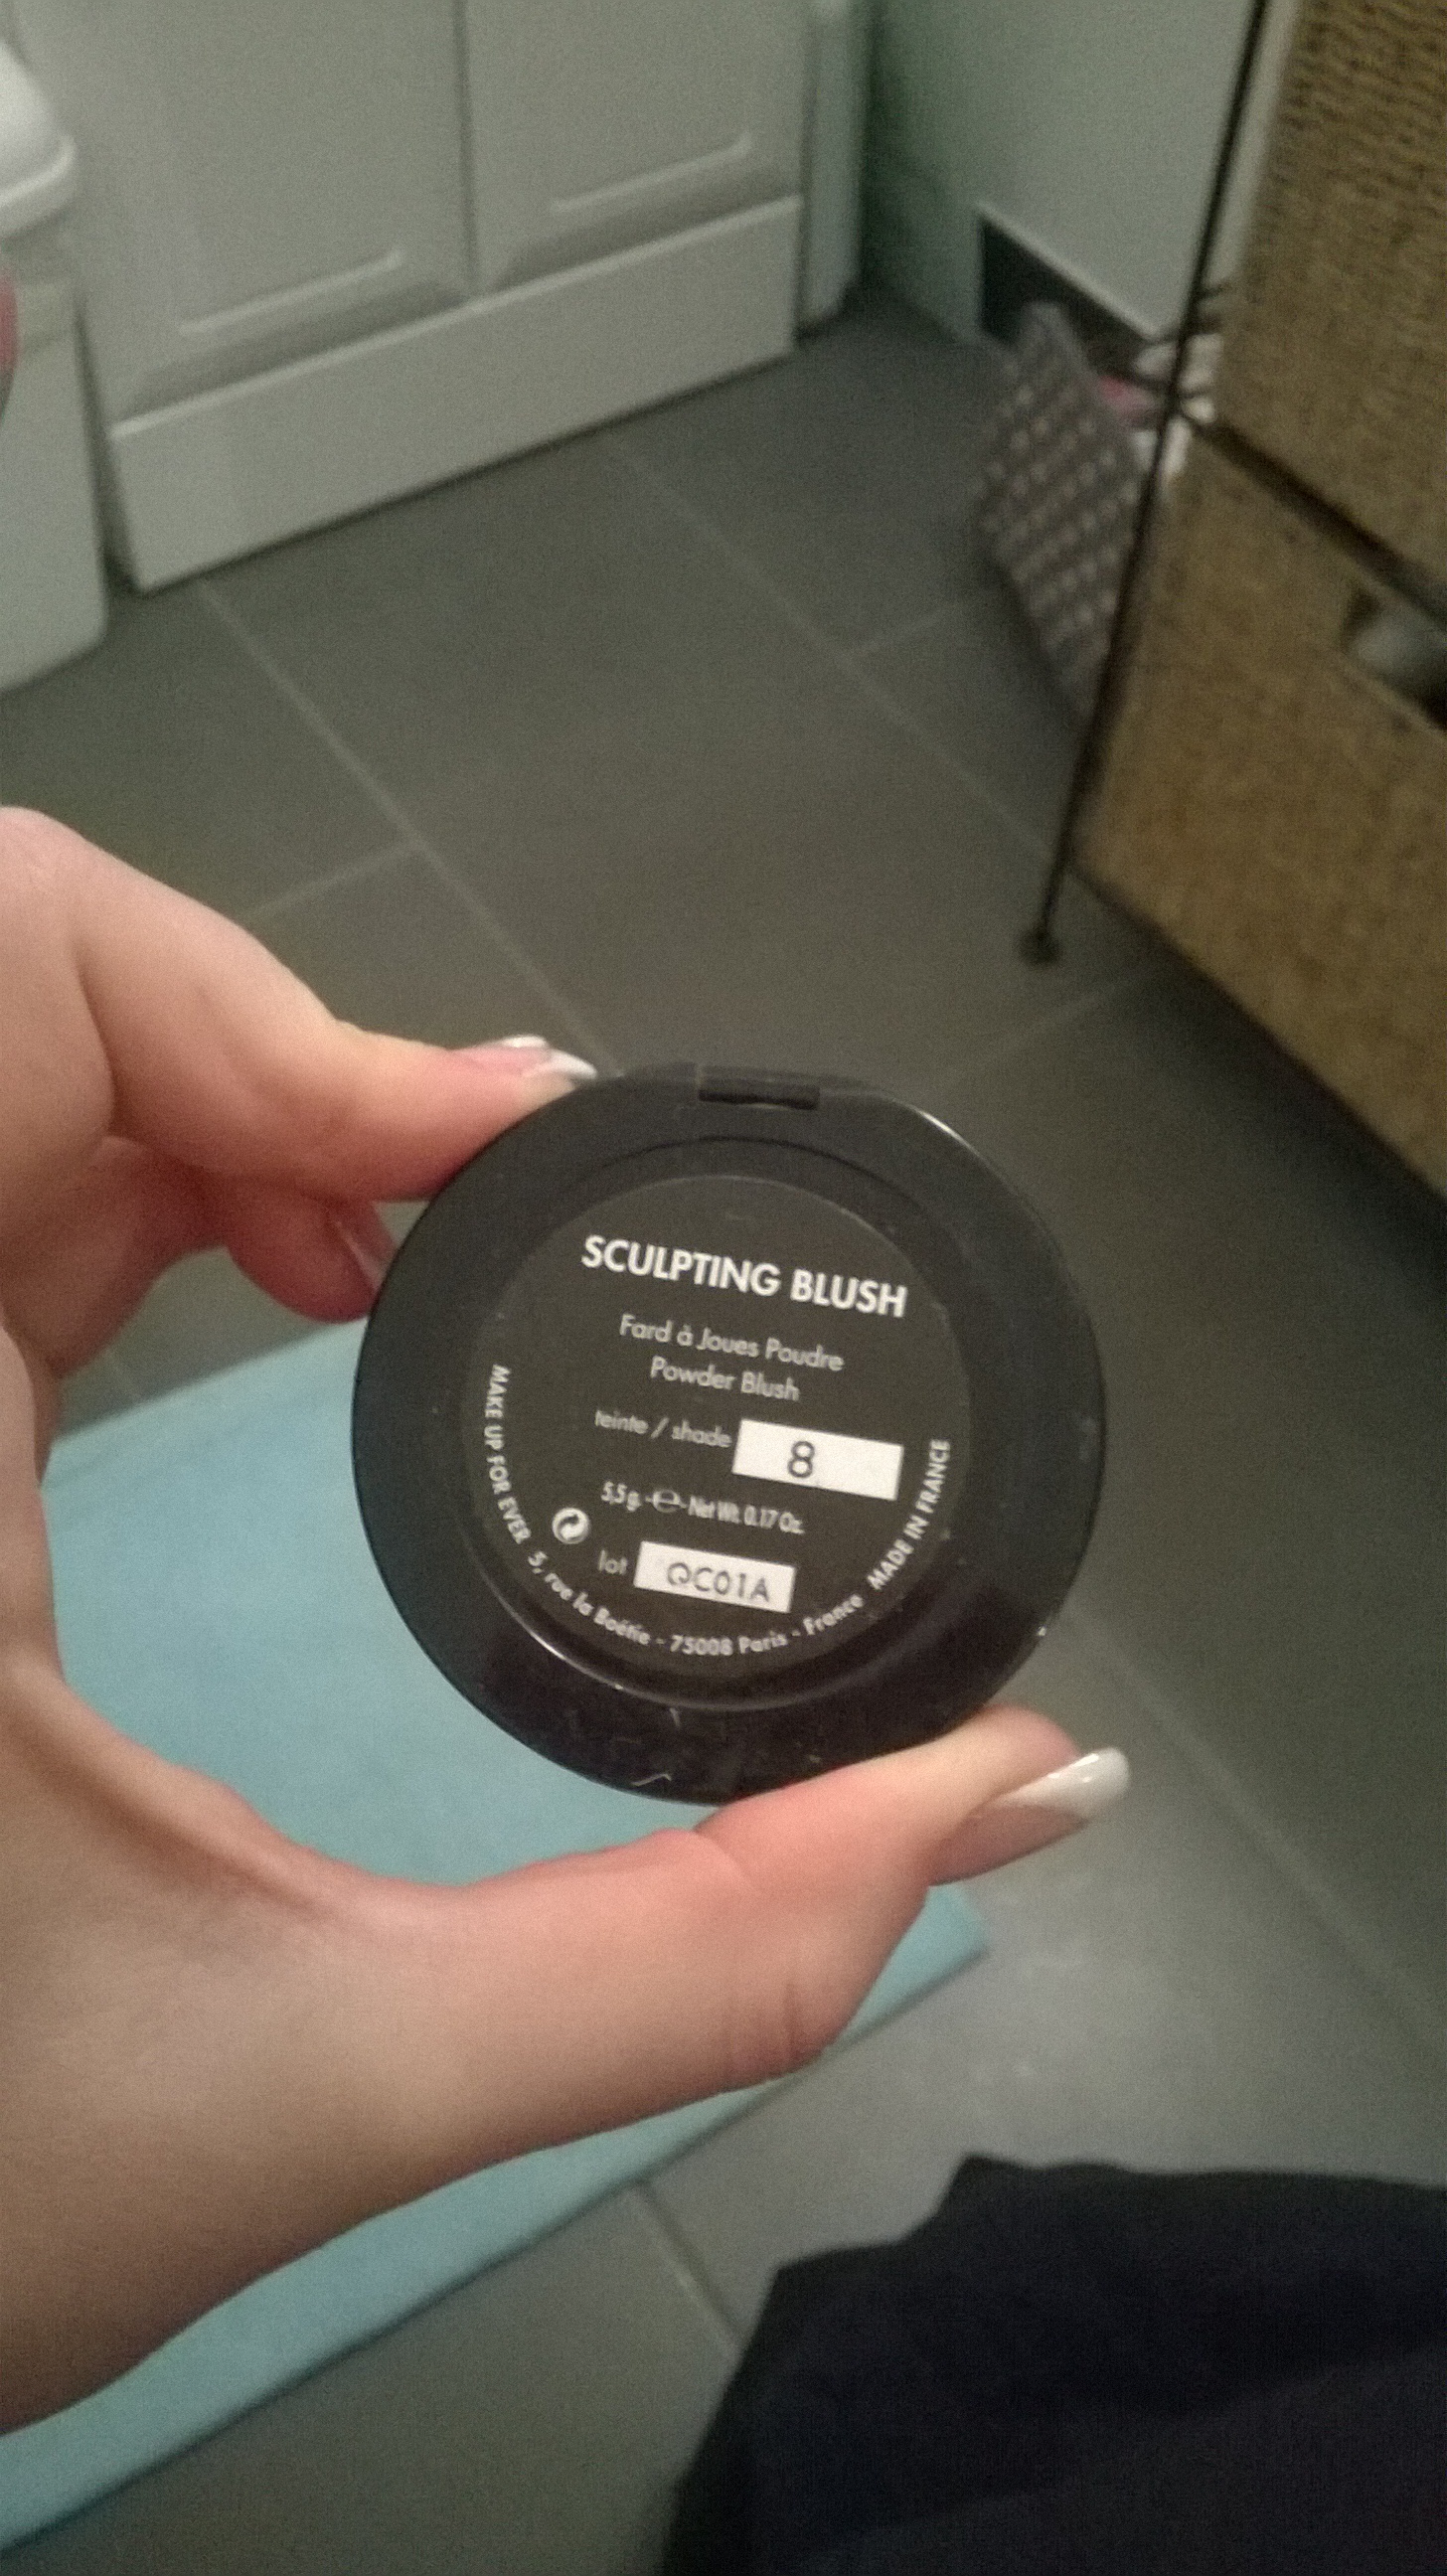 SCULPTING BLUSH
Fard à Joues Poudre
Powder Blush
teinte / shade 8
5,5 g. ℮ Net Wt. 0.17 Oz.
lot QC01A
MAKE UP FOR EVER 5, rue la Boétie - 75008 Paris - France MADE IN FRANCE